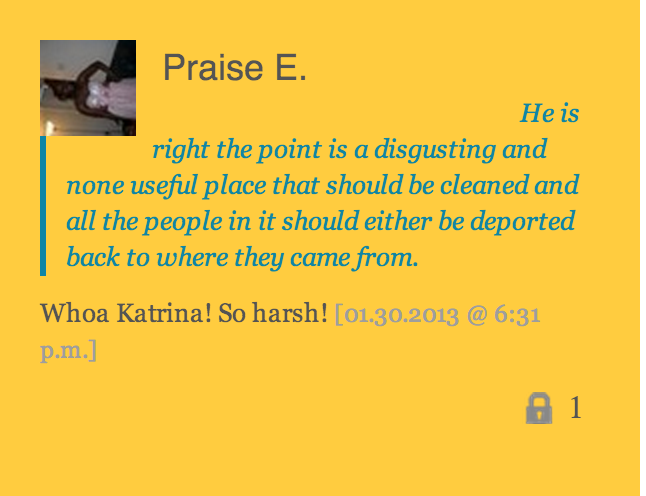 Praise E.
He is
right the point is a disgusting and
none useful place that should be cleaned and
all the people in it should either be deported
back to where they came from.
Whoa Katrina! So harsh! [01.30.2013 @ 6:31
p.m.]
1